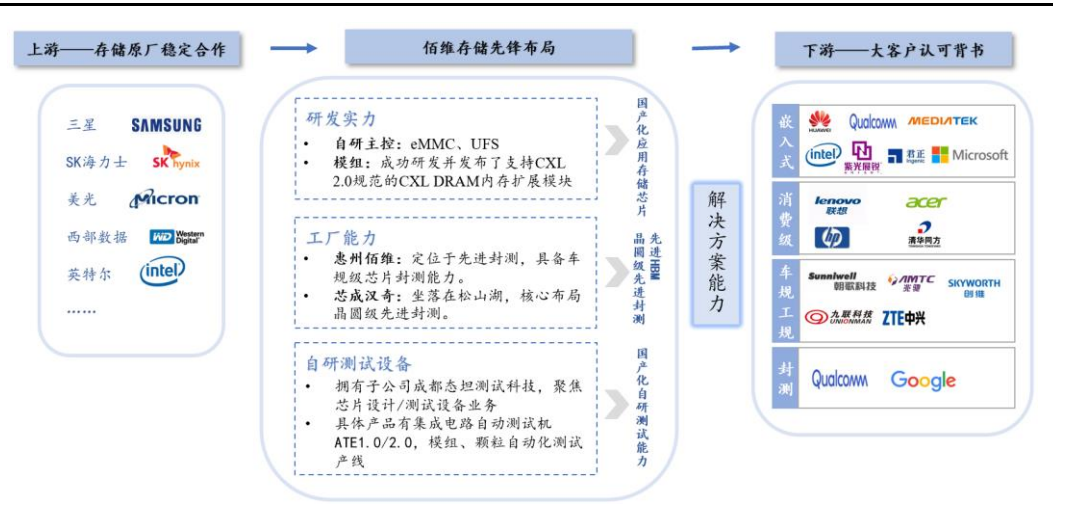 上游——存储原厂稳定合作
佰维存储先锋布局
下游——大客户认可背书
三星 SAMSUNG
SK海力士 SK hynix
美光 Micron
西部数据 WD Western Digital
英特尔 intel
……
研发实力
• 自研主控：eMMC、UFS
• 模组：成功研发并发布了支持CXL
2.0规范的CXL DRAM内存扩展模块
国产化应用存储芯片
工厂能力
• 惠州佰维：定位于先进封测，具备车
规级芯片封测能力。
• 芯成汉奇：坐落在松山湖，核心布局
晶圆级先进封测。
先进HBM
晶圆级先进封测
自研测试设备
• 拥有子公司成都态坦测试科技，聚焦
芯片设计/测试设备业务
• 具体产品有集成电路自动测试机
ATE1.0/2.0，模组、颗粒自动化测试
产线
国产化自研测试能力
解决方案能力
嵌入式
HUAWEI Qualcomm MEDIATEK
intel 紫光展锐 君正 Ingenic Microsoft
消费级
lenovo 联想 acer
hp 清华同方
车规工规
Sunniwell 朝歌科技 AMTC SKYWORTH 创维
九联科技 UNIONMAN ZTE中兴
封测
Qualcomm Google